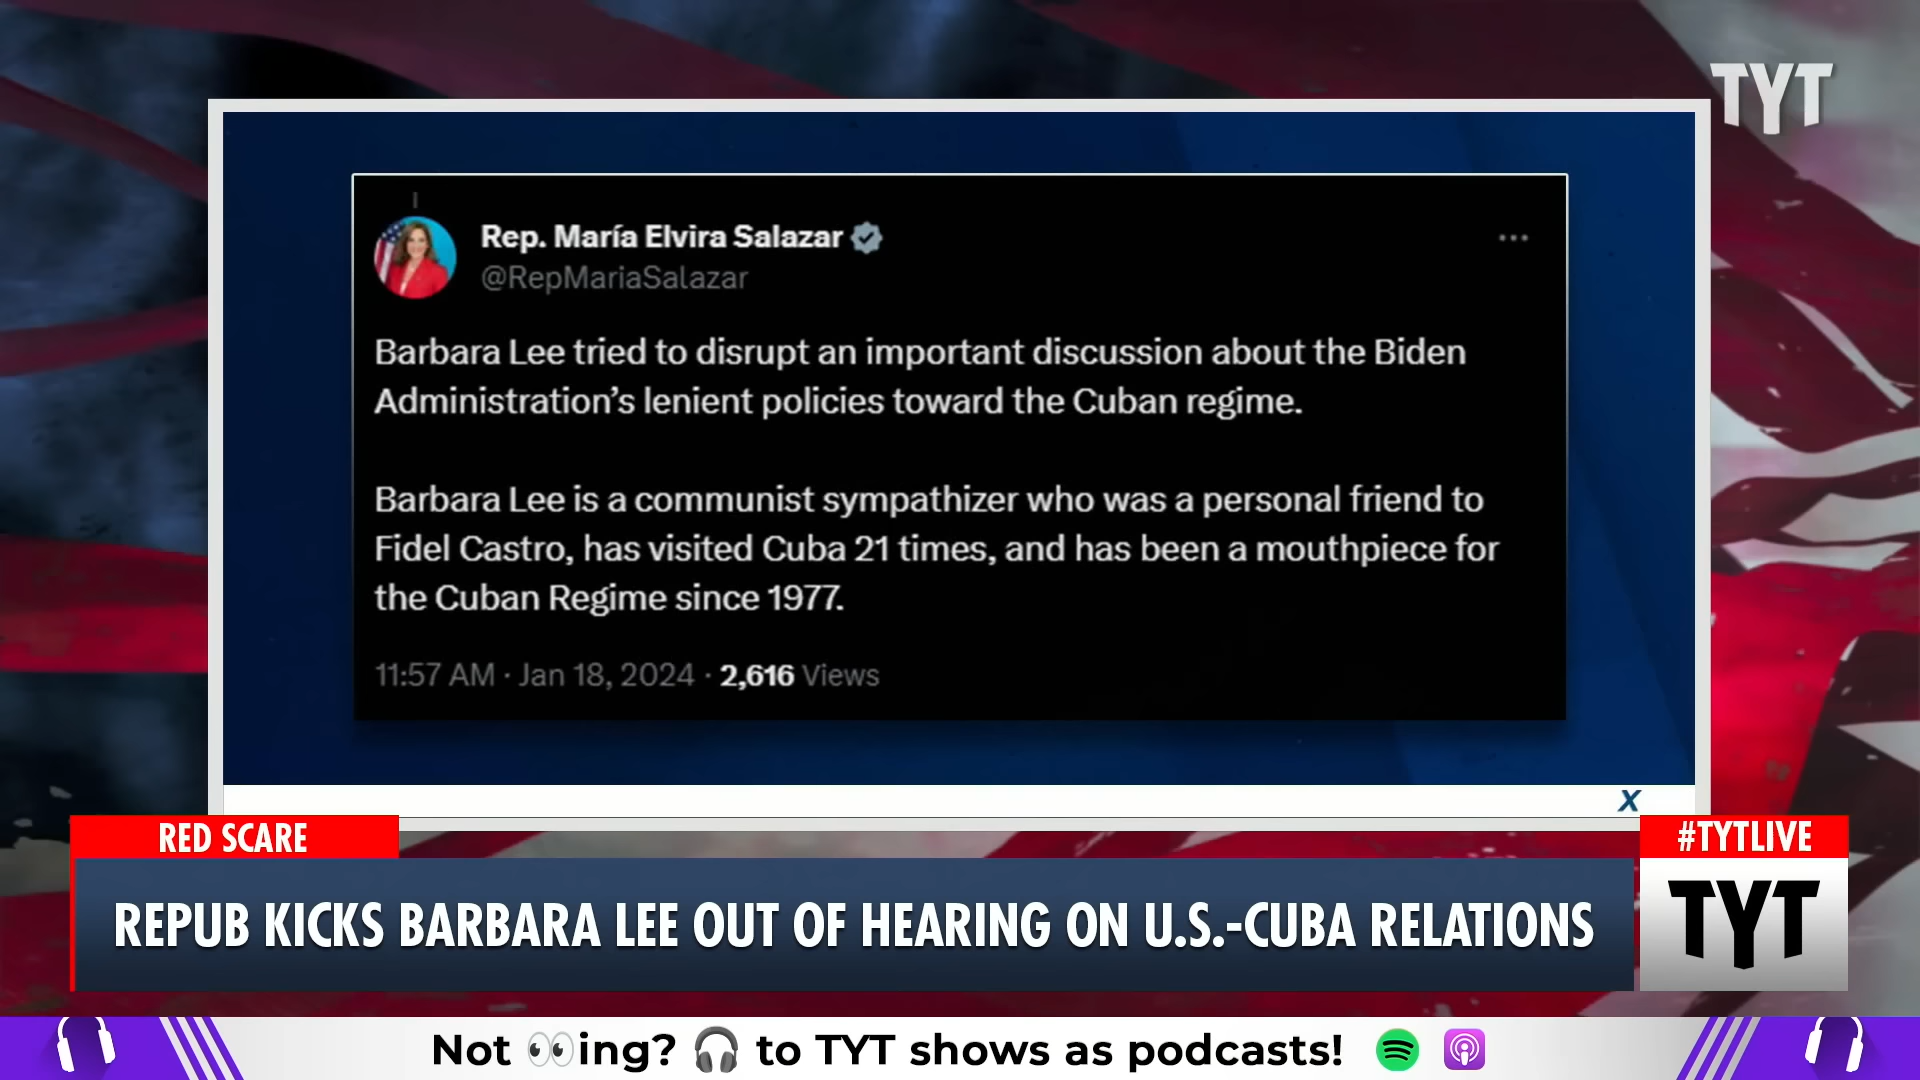 TYT
Rep. María Elvira Salazar
@RepMariaSalazar
Barbara Lee tried to disrupt an important discussion about the Biden
Administration’s lenient policies toward the Cuban regime.
Barbara Lee is a communist sympathizer who was a personal friend to
Fidel Castro, has visited Cuba 21 times, and has been a mouthpiece for
the Cuban Regime since 1977.
11:57 AM · Jan 18, 2024 · 2,616 Views
X
RED SCARE
#TYTLIVE
REPUB KICKS BARBARA LEE OUT OF HEARING ON U.S.-CUBA RELATIONS
TYT
Not 👀ing? 🎧 to TYT shows as podcasts!